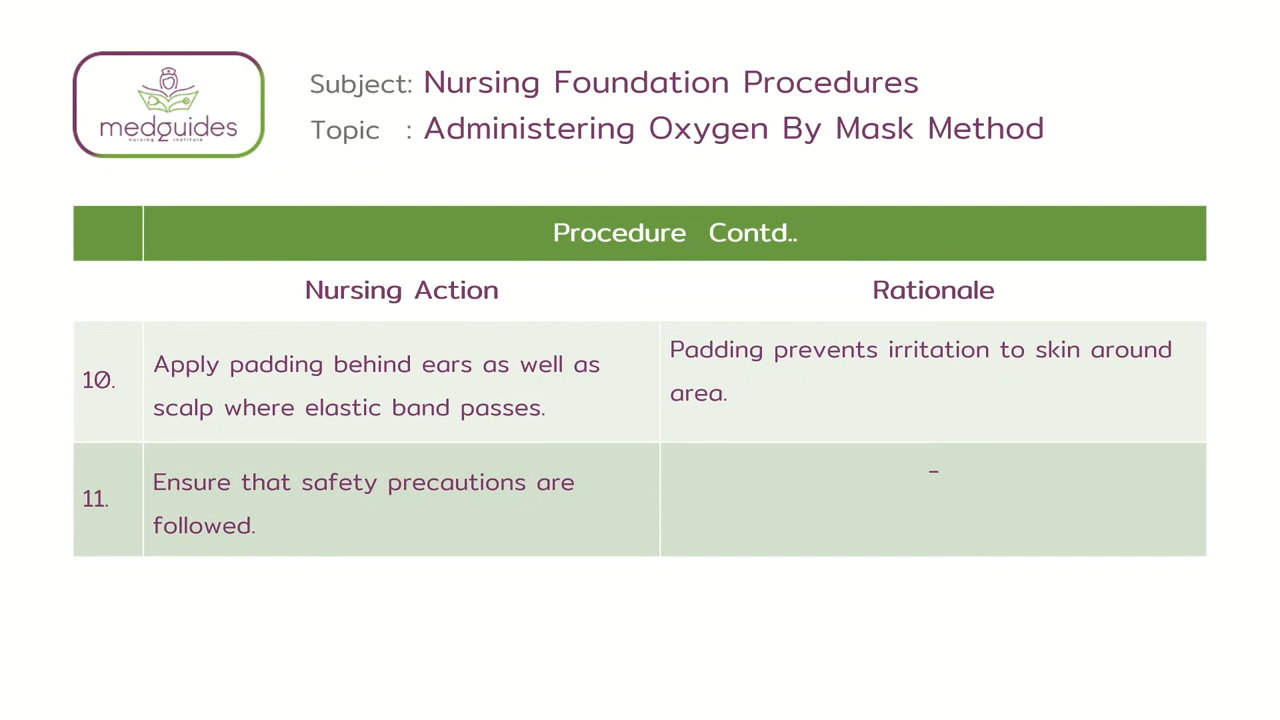 medguides
nursing institute
Subject: Nursing Foundation Procedures
Topic : Administering Oxygen By Mask Method
Procedure Contd..
Nursing Action Rationale
10. Apply padding behind ears as well as
scalp where elastic band passes.
Padding prevents irritation to skin around
area.
11. Ensure that safety precautions are
followed.
-